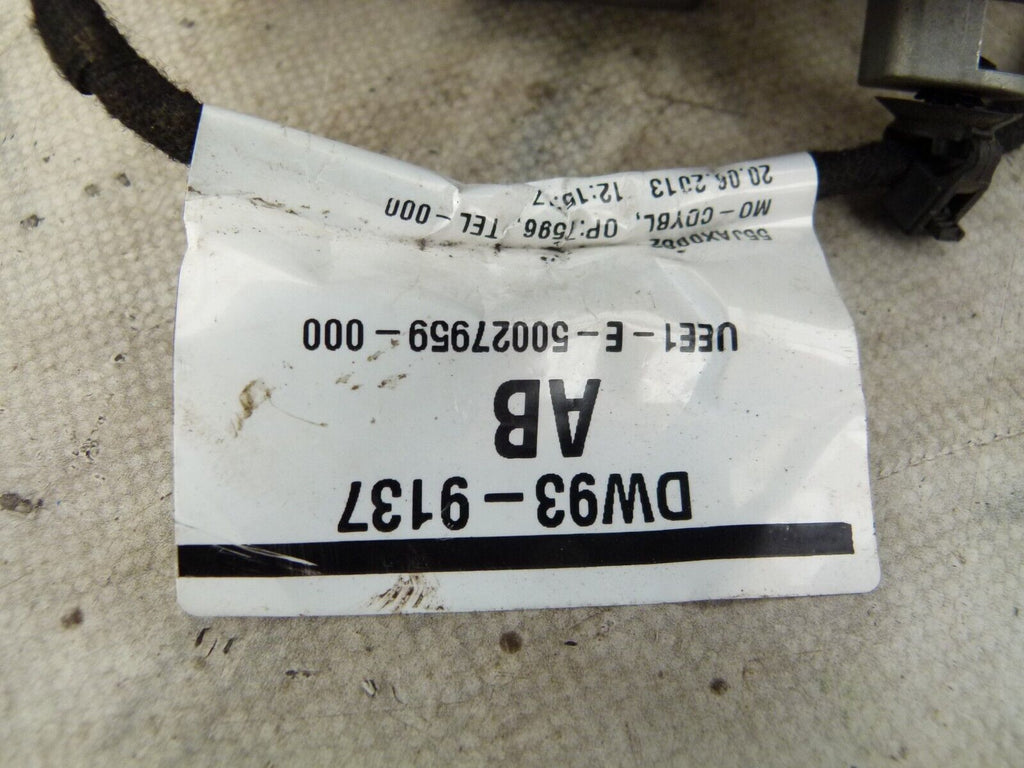 DW93-9137
AB
UEE1-E-50027959-000
MO-CDYBL, OP:7596, TEL-000
20.06.2013